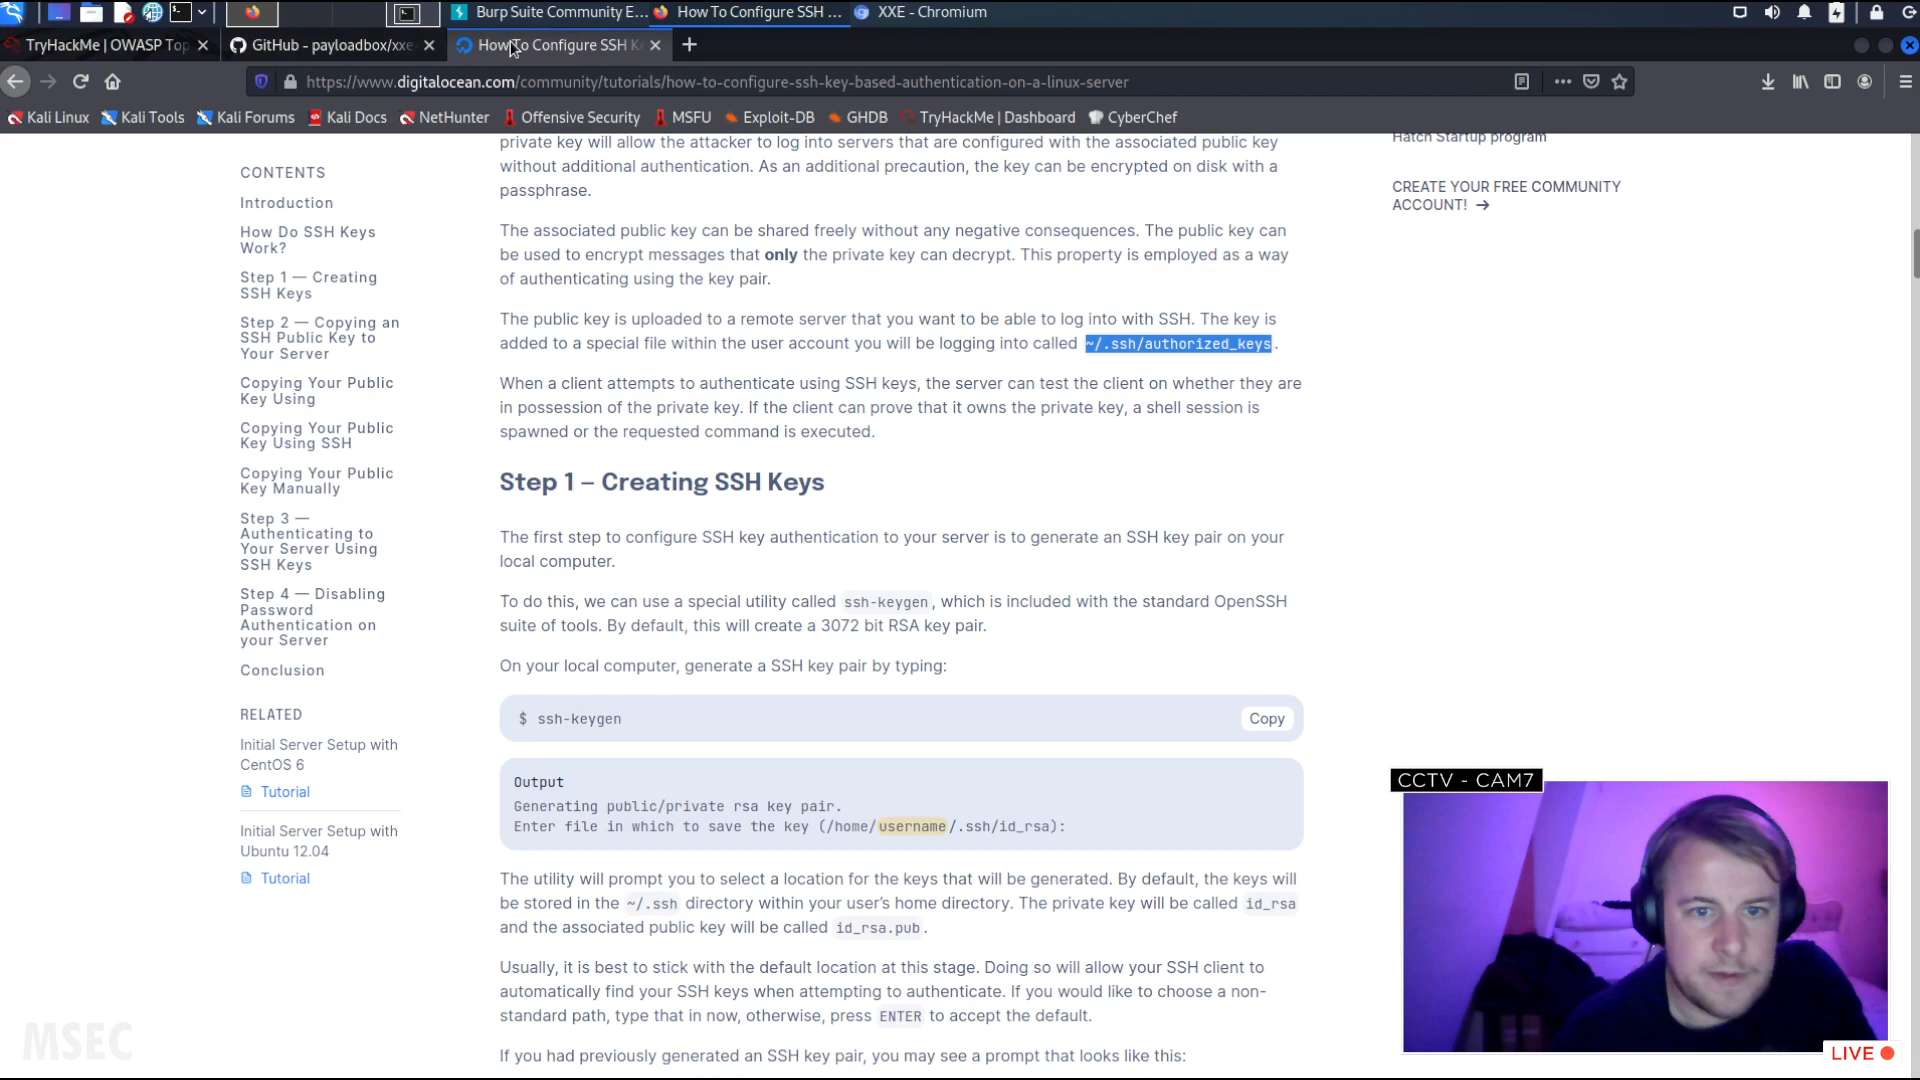 Burp Suite Community E...
How To Configure SSH ...
XXE - Chromium
TryHackMe | OWASP Top
GitHub - payloadbox/xxe
How To Configure SSH K
https://www.digitalocean.com/community/tutorials/how-to-configure-ssh-key-based-authentication-on-a-linux-server
Kali Linux
Kali Tools
Kali Forums
Kali Docs
NetHunter
Offensive Security
MSFU
Exploit-DB
GHDB
TryHackMe | Dashboard
CyberChef
CONTENTS
Introduction
How Do SSH Keys
Work?
Step 1 — Creating
SSH Keys
Step 2 — Copying an
SSH Public Key to
Your Server
Copying Your Public
Key Using
Copying Your Public
Key Using SSH
Copying Your Public
Key Manually
Step 3 —
Authenticating to
Your Server Using
SSH Keys
Step 4 — Disabling
Password
Authentication on
your Server
Conclusion
RELATED
Initial Server Setup with
CentOS 6
Tutorial
Initial Server Setup with
Ubuntu 12.04
Tutorial
private key will allow the attacker to log into servers that are configured with the associated public key
without additional authentication. As an additional precaution, the key can be encrypted on disk with a
passphrase.
The associated public key can be shared freely without any negative consequences. The public key can
be used to encrypt messages that only the private key can decrypt. This property is employed as a way
of authenticating using the key pair.
The public key is uploaded to a remote server that you want to be able to log into with SSH. The key is
added to a special file within the user account you will be logging into called ~/.ssh/authorized_keys.
When a client attempts to authenticate using SSH keys, the server can test the client on whether they are
in possession of the private key. If the client can prove that it owns the private key, a shell session is
spawned or the requested command is executed.
Step 1 – Creating SSH Keys
The first step to configure SSH key authentication to your server is to generate an SSH key pair on your
local computer.
To do this, we can use a special utility called ssh-keygen, which is included with the standard OpenSSH
suite of tools. By default, this will create a 3072 bit RSA key pair.
On your local computer, generate a SSH key pair by typing:
$ ssh-keygen
Copy
Output
Generating public/private rsa key pair.
Enter file in which to save the key (/home/username/.ssh/id_rsa):
The utility will prompt you to select a location for the keys that will be generated. By default, the keys will
be stored in the ~/.ssh directory within your user’s home directory. The private key will be called id_rsa
and the associated public key will be called id_rsa.pub.
Usually, it is best to stick with the default location at this stage. Doing so will allow your SSH client to
automatically find your SSH keys when attempting to authenticate. If you would like to choose a non-
standard path, type that in now, otherwise, press ENTER to accept the default.
If you had previously generated an SSH key pair, you may see a prompt that looks like this:
Hatch Startup program
CREATE YOUR FREE COMMUNITY
ACCOUNT! →
CCTV - CAM7
LIVE
MSEC